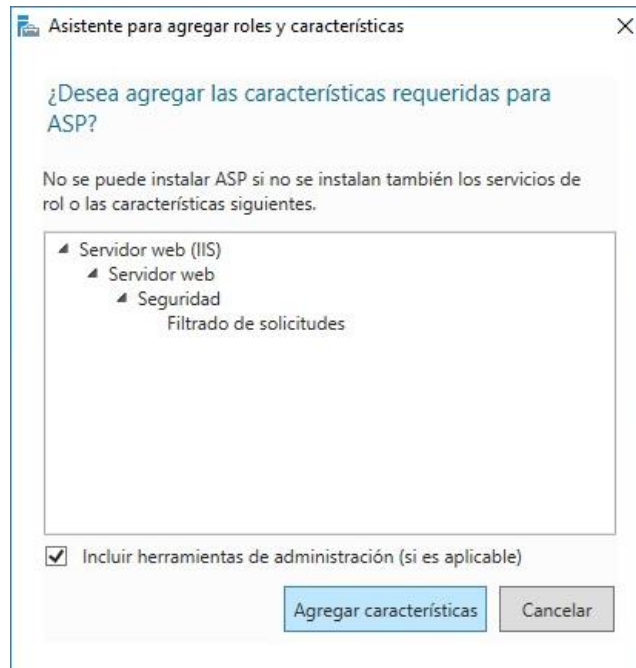 Asistente para agregar roles y características
¿Desea agregar las características requeridas para
ASP?
No se puede instalar ASP si no se instalan también los servicios de
rol o las características siguientes.
Servidor web (IIS)
Servidor web
Seguridad
Filtrado de solicitudes
Incluir herramientas de administración (si es aplicable)
Agregar características
Cancelar